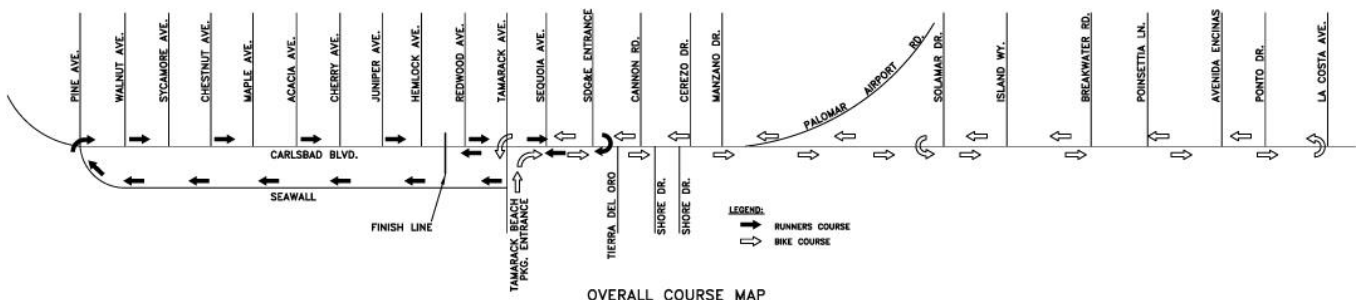 PINE AVE.
WALNUT AVE.
SYCAMORE AVE.
CHESTNUT AVE.
MAPLE AVE.
ACACIA AVE.
CHERRY AVE.
JUNIPER AVE.
HEMLOCK AVE.
REDWOOD AVE.
TAMARACK AVE.
SEQUOIA AVE.
SDG&E ENTRANCE
CANNON RD.
CEREZO DR.
MANZANO DR.
PALOMAR AIRPORT RD.
SOLAMAR DR.
ISLAND WY.
BREAKWATER RD.
POINSETTIA LN.
AVENIDA ENCINAS
PONTO DR.
LA COSTA AVE.
CARLSBAD BLVD.
SEAWALL
FINISH LINE
TAMARACK BEACH
PKG. ENTRANCE
TIERRA DEL ORO
SHORE DR.
SHORE DR.
LEGEND:
RUNNERS COURSE
BIKE COURSE
OVERALL COURSE MAP